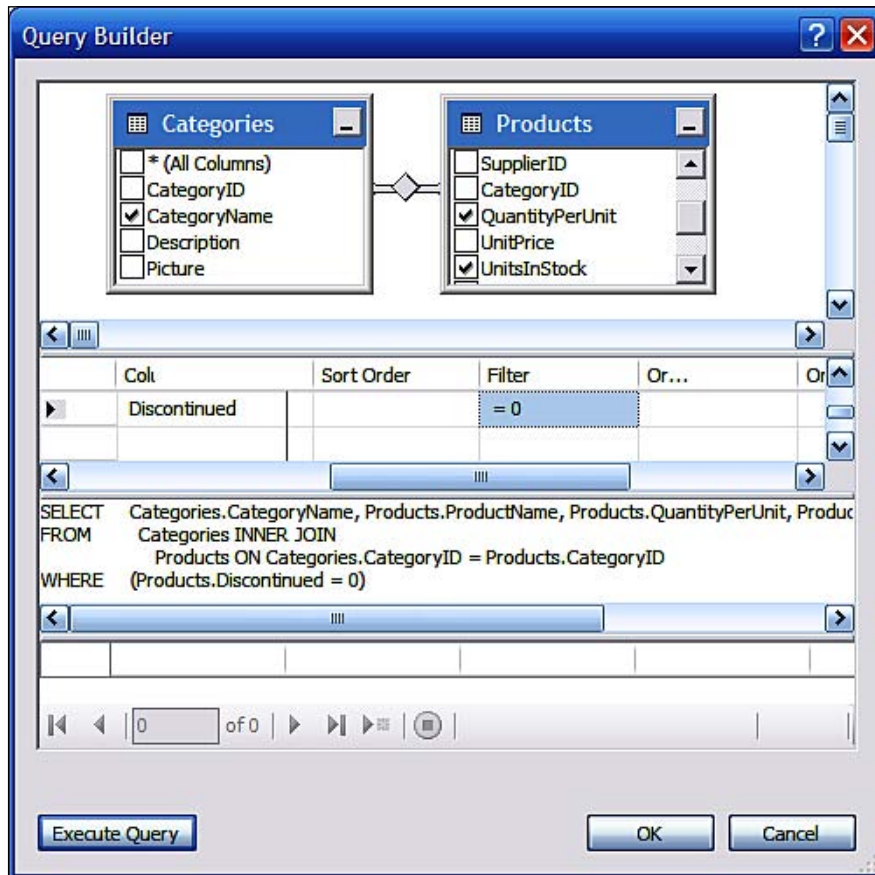 Query Builder
Categories
* (All Columns)
CategoryID
CategoryName
Description
Picture
Products
SupplierID
CategoryID
QuantityPerUnit
UnitPrice
UnitsInStock
Colu Sort Order Filter Or... Or
Discontinued = 0
SELECT Categories.CategoryName, Products.ProductName, Products.QuantityPerUnit, Produc
FROM Categories INNER JOIN
Products ON Categories.CategoryID = Products.CategoryID
WHERE (Products.Discontinued = 0)
0 of 0
Execute Query OK Cancel